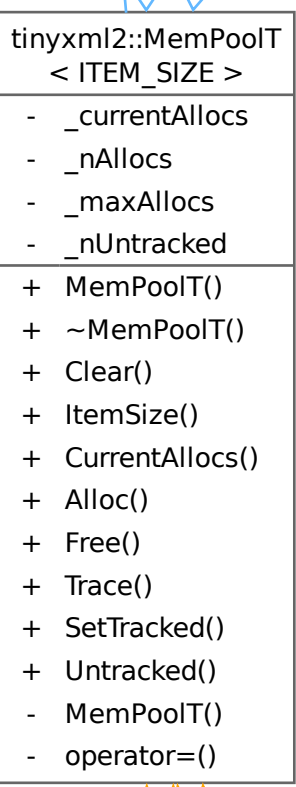 tinyxml2::MemPoolT
< ITEM_SIZE >
- _currentAllocs
- _nAllocs
- _maxAllocs
- _nUntracked
+ MemPoolT()
+ ~MemPoolT()
+ Clear()
+ ItemSize()
+ CurrentAllocs()
+ Alloc()
+ Free()
+ Trace()
+ SetTracked()
+ Untracked()
- MemPoolT()
- operator=()